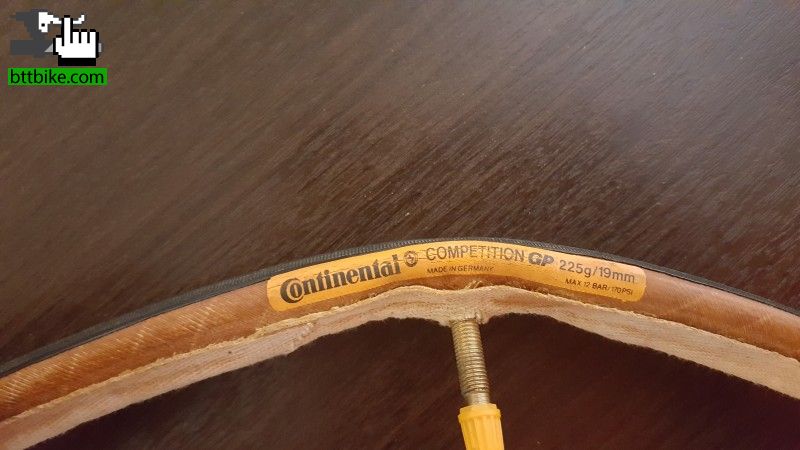 bttbike.com
Continental COMPETITION GP 225g/19mm
MADE IN GERMANY MAX 12 BAR/170PSI